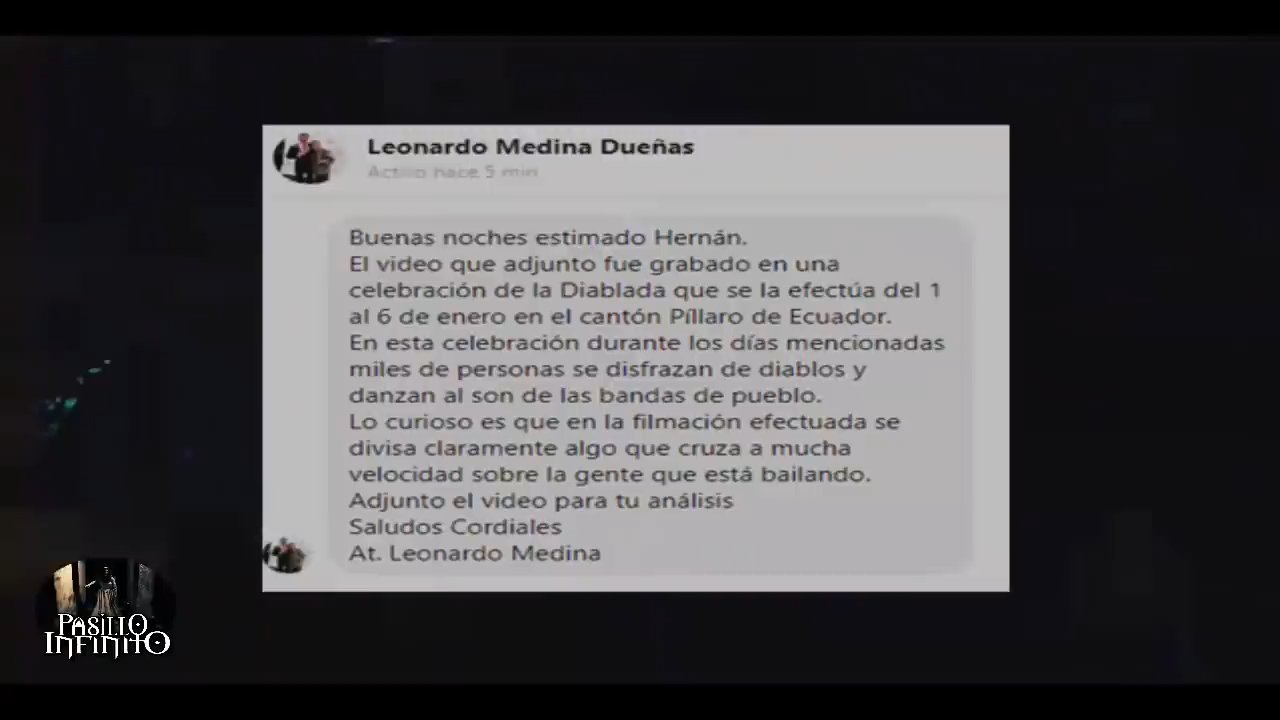 Leonardo Medina Dueñas
Activo hace 5 min
Buenas noches estimado Hernán.
El video que adjunto fue grabado en una
celebración de la Diablada que se la efectúa del 1
al 6 de enero en el cantón Píllaro de Ecuador.
En esta celebración durante los días mencionadas
miles de personas se disfrazan de diablos y
danzan al son de las bandas de pueblo.
Lo curioso es que en la filmación efectuada se
divisa claramente algo que cruza a mucha
velocidad sobre la gente que está bailando.
Adjunto el video para tu análisis
Saludos Cordiales
At. Leonardo Medina
PASILLO
INFINITO